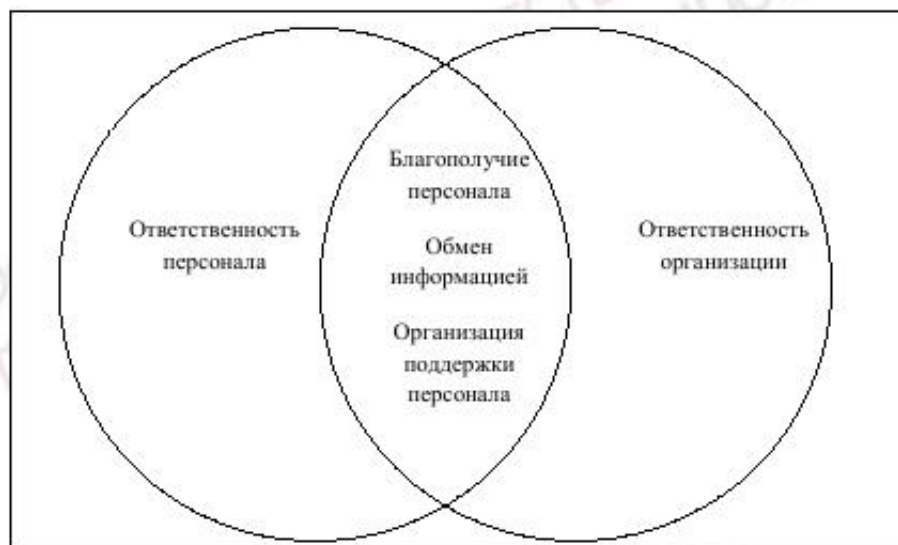 Благополучие
персонала
Ответственность
персонала
Обмен
информацией
Организация
поддержки
персонала
Ответственность
организации